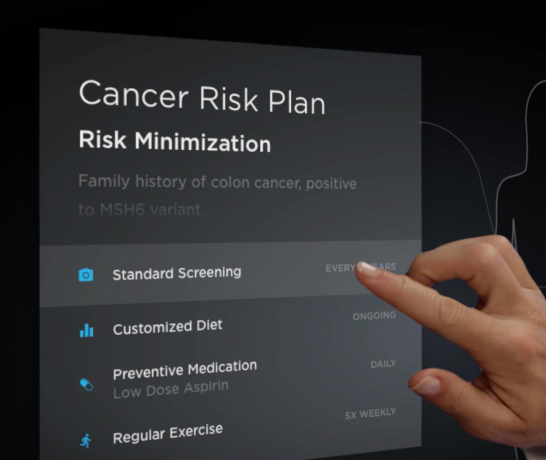 Cancer Risk Plan
Risk Minimization
Family history of colon cancer, positive
to MSH6 variant.
Standard Screening
EVERY
Customized Diet
ONGOING
Preventive Medication
DAILY
Low Dose Aspirin
Regular Exercise
5X WEEKLY